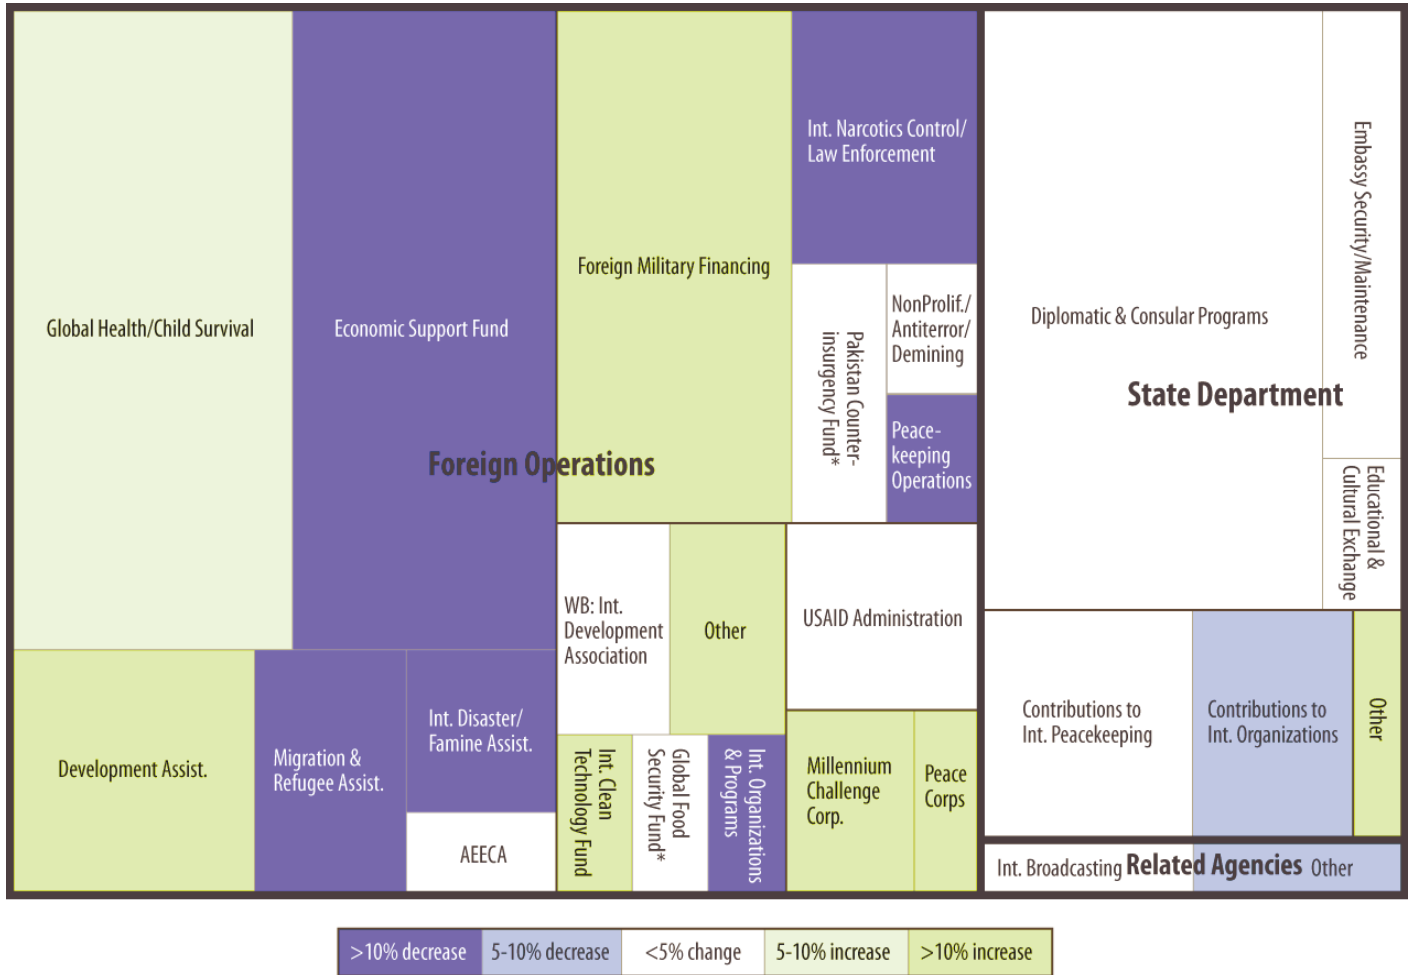 Global Health/Child Survival
Economic Support Fund
Foreign Military Financing
Int. Narcotics Control/
Law Enforcement
Pakistan Counter-
insurgency Fund*
NonProlif./
Antiterror/
Demining
Peace-
keeping
Operations
Foreign Operations
Development Assist.
Migration &
Refugee Assist.
Int. Disaster/
Famine Assist.
AEECA
WB: Int.
Development
Association
Other
Int. Clean
Technology Fund
Global Food
Security Fund*
Int. Organizations
& Programs
USAID Administration
Millennium
Challenge
Corp.
Peace
Corps
Diplomatic & Consular Programs
Embassy Security/Maintenance
State Department
Educational &
Cultural Exchange
Contributions to
Int. Peacekeeping
Contributions to
Int. Organizations
Other
Int. Broadcasting
Related Agencies
Other
>10% decrease
5-10% decrease
<5% change
5-10% increase
>10% increase